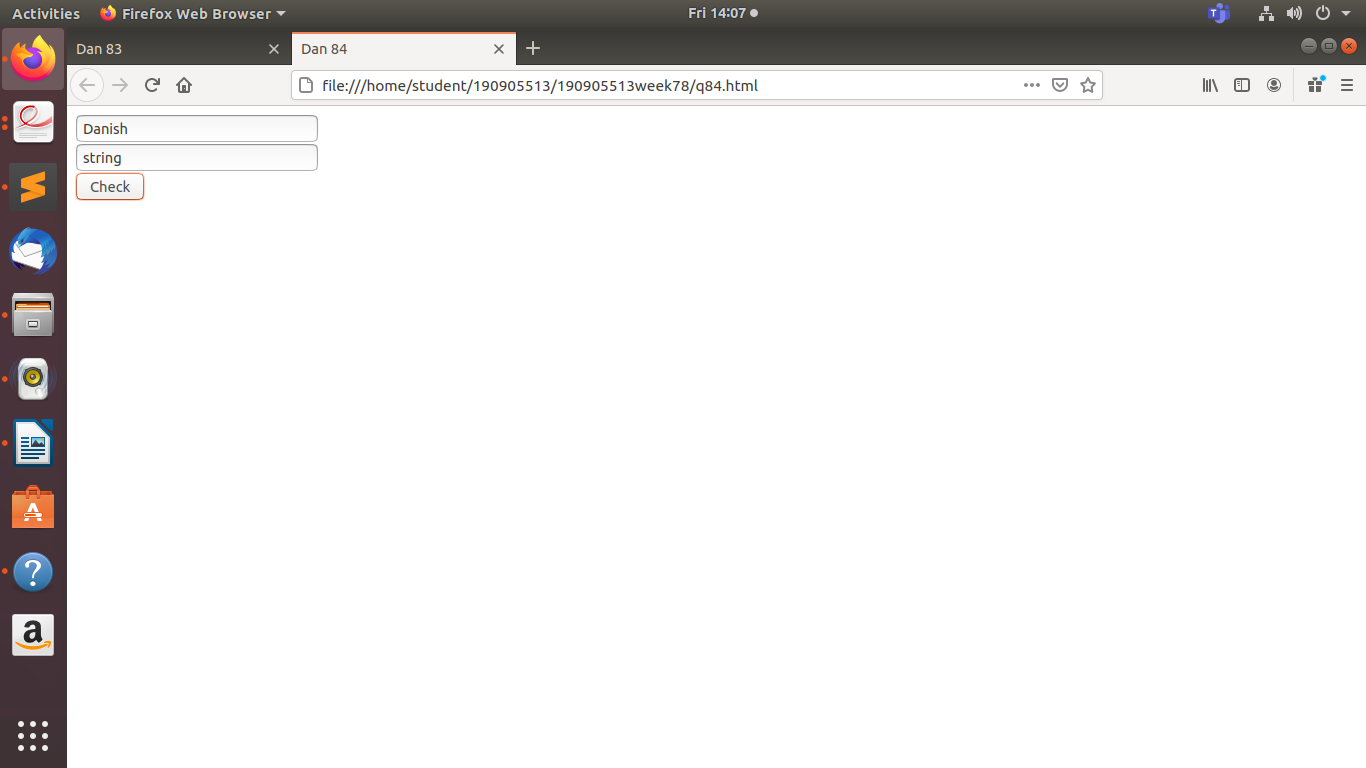 Activities Firefox Web Browser Fri 14:07
Dan 83 Dan 84
file:///home/student/190905513/190905513week78/q84.html
Danish
string
Check